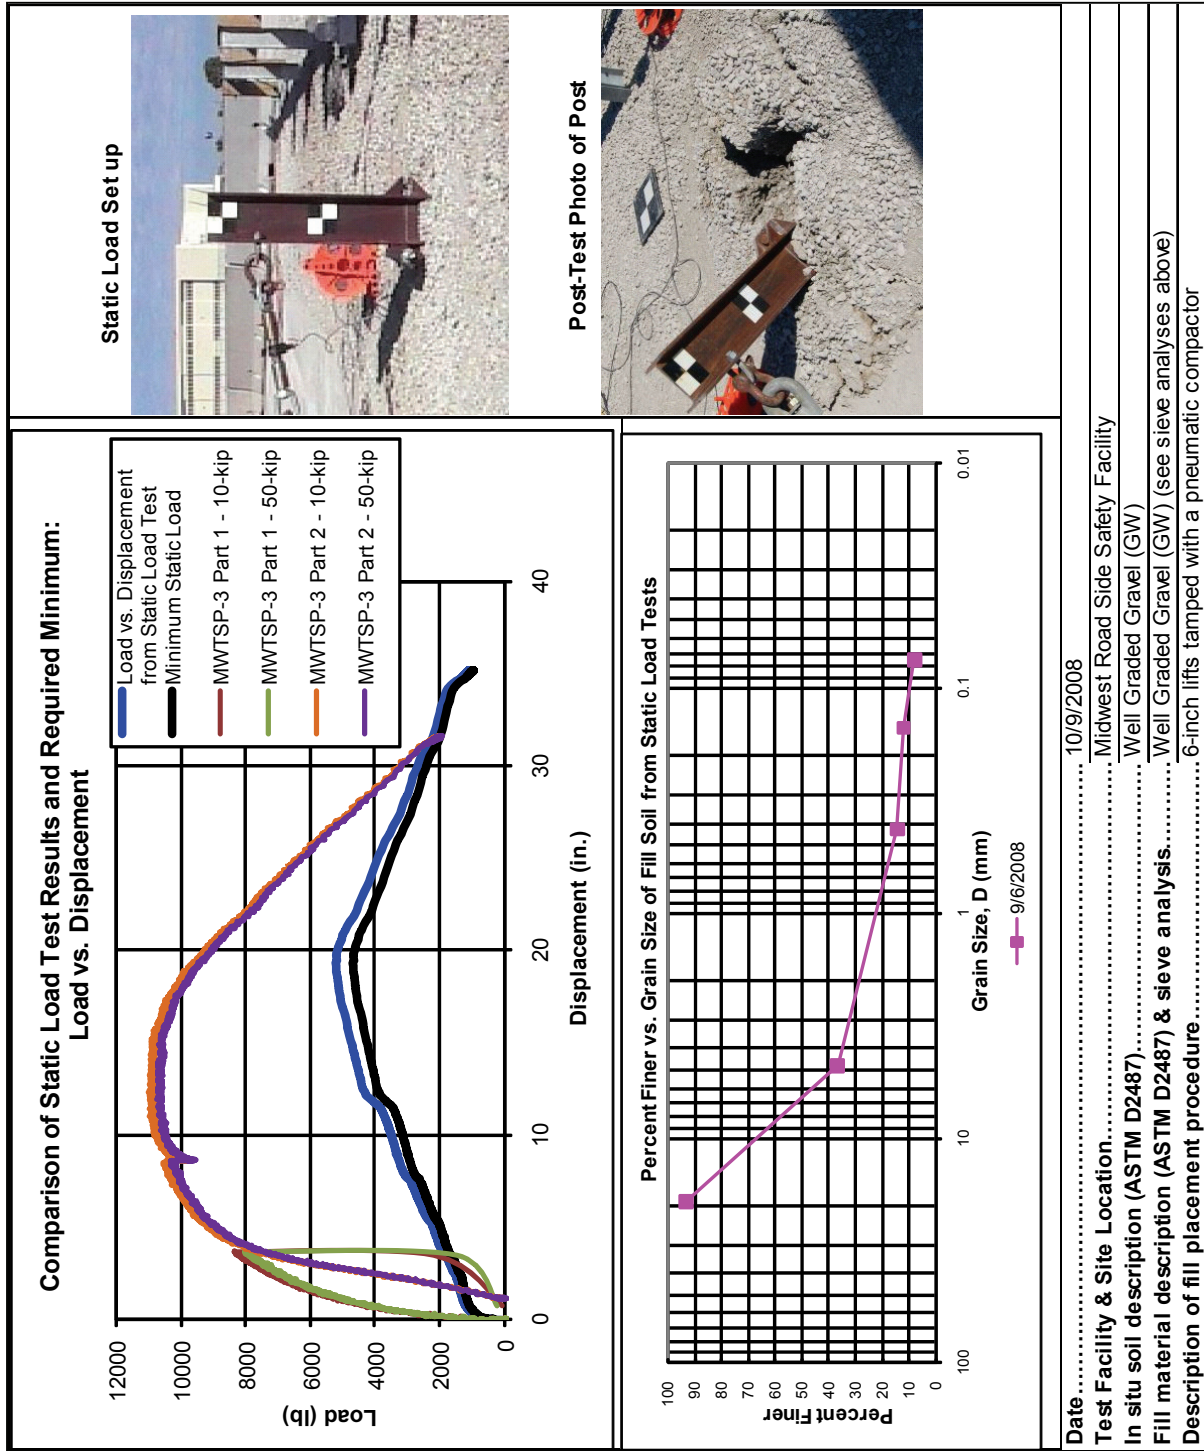 Comparison of Static Load Test Results and Required Minimum:
Load vs. Displacement
12000
10000
8000
6000
4000
2000
0
Load (lb)
0
10
20
30
40
Displacement (in.)
Load vs. Displacement
from Static Load Test
Minimum Static Load
MWTSP-3 Part 1 - 10-kip
MWTSP-3 Part 1 - 50-kip
MWTSP-3 Part 2 - 10-kip
MWTSP-3 Part 2 - 50-kip
Static Load Set up
Percent Finer vs. Grain Size of Fill Soil from Static Load Tests
100
90
80
70
60
50
40
30
20
10
0
Percent Finer
100
10
1
0.1
0.01
Grain Size, D (mm)
9/6/2008
Post-Test Photo of Post
Date.......................................................... 10/9/2008
Test Facility & Site Location.................................. Midwest Road Side Safety Facility
In situ soil description (ASTM D2487).......................... Well Graded Gravel (GW)
Fill material description (ASTM D2487) & sieve analysis........... Well Graded Gravel (GW) (see sieve analyses above)
Description of fill placement procedure........................ 6-inch lifts tamped with a pneumatic compactor